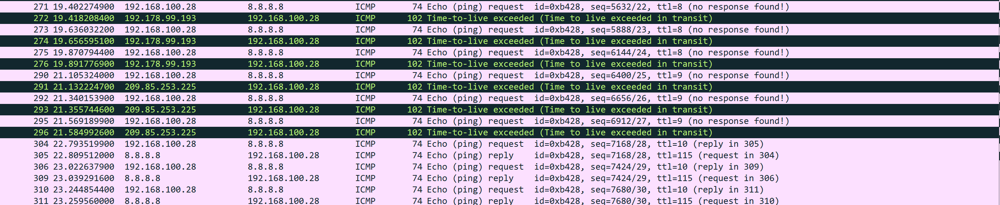 271 19.402274900 192.168.100.28 8.8.8.8 ICMP 74 Echo (ping) request id=0xb428, seq=5632/22, ttl=8 (no response found!)
272 19.418208400 192.178.99.193 192.168.100.28 ICMP 102 Time-to-live exceeded (Time to live exceeded in transit)
273 19.636032200 192.168.100.28 8.8.8.8 ICMP 74 Echo (ping) request id=0xb428, seq=5888/23, ttl=8 (no response found!)
274 19.656595100 192.178.99.193 192.168.100.28 ICMP 102 Time-to-live exceeded (Time to live exceeded in transit)
275 19.870794400 192.168.100.28 8.8.8.8 ICMP 74 Echo (ping) request id=0xb428, seq=6144/24, ttl=8 (no response found!)
276 19.891776900 192.178.99.193 192.168.100.28 ICMP 102 Time-to-live exceeded (Time to live exceeded in transit)
290 21.105324000 192.168.100.28 8.8.8.8 ICMP 74 Echo (ping) request id=0xb428, seq=6400/25, ttl=9 (no response found!)
291 21.132224700 209.85.253.225 192.168.100.28 ICMP 102 Time-to-live exceeded (Time to live exceeded in transit)
292 21.340153900 192.168.100.28 8.8.8.8 ICMP 74 Echo (ping) request id=0xb428, seq=6656/26, ttl=9 (no response found!)
293 21.355744600 209.85.253.225 192.168.100.28 ICMP 102 Time-to-live exceeded (Time to live exceeded in transit)
295 21.569189900 192.168.100.28 8.8.8.8 ICMP 74 Echo (ping) request id=0xb428, seq=6912/27, ttl=9 (no response found!)
296 21.584992600 209.85.253.225 192.168.100.28 ICMP 102 Time-to-live exceeded (Time to live exceeded in transit)
304 22.793519900 192.168.100.28 8.8.8.8 ICMP 74 Echo (ping) request id=0xb428, seq=7168/28, ttl=10 (reply in 305)
305 22.809512000 8.8.8.8 192.168.100.28 ICMP 74 Echo (ping) reply id=0xb428, seq=7168/28, ttl=115 (request in 304)
306 23.022637900 192.168.100.28 8.8.8.8 ICMP 74 Echo (ping) request id=0xb428, seq=7424/29, ttl=10 (reply in 309)
309 23.039291600 8.8.8.8 192.168.100.28 ICMP 74 Echo (ping) reply id=0xb428, seq=7424/29, ttl=115 (request in 306)
310 23.244854400 192.168.100.28 8.8.8.8 ICMP 74 Echo (ping) request id=0xb428, seq=7680/30, ttl=10 (reply in 311)
311 23.259560000 8.8.8.8 192.168.100.28 ICMP 74 Echo (ping) reply id=0xb428, seq=7680/30, ttl=115 (request in 310)